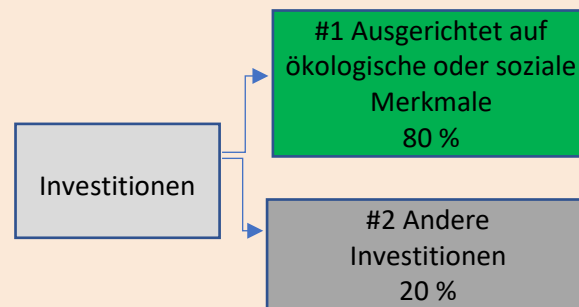 #1 Ausgerichtet auf
ökologische oder soziale
Merkmale
80 %
Investitionen
#2 Andere
Investitionen
20 %